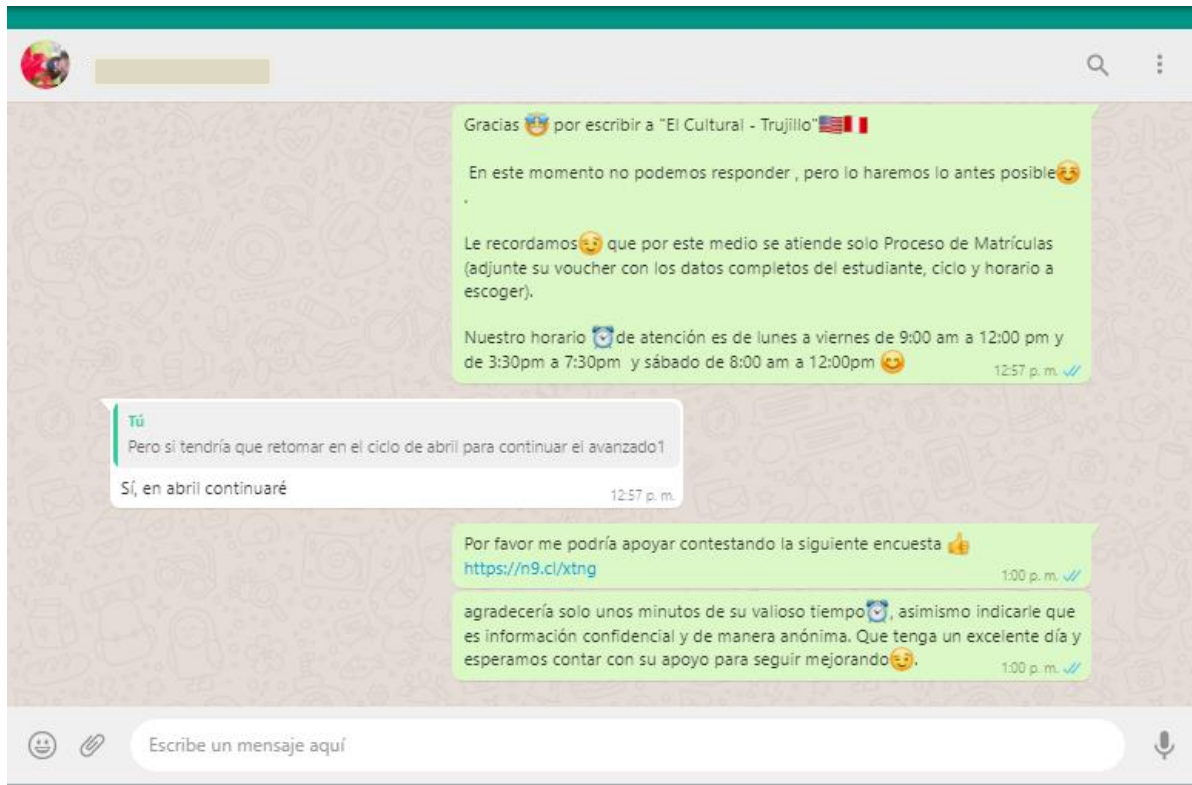 Gracias 🤩 por escribir a "El Cultural - Trujillo"🇺🇸🇵🇪
En este momento no podemos responder , pero lo haremos lo antes posible☺️
.
Le recordamos😉 que por este medio se atiende solo Proceso de Matrículas
(adjunte su voucher con los datos completos del estudiante, ciclo y horario a
escoger).
Nuestro horario ⏰de atención es de lunes a viernes de 9:00 am a 12:00 pm y
de 3:30pm a 7:30pm y sábado de 8:00 am a 12:00pm 😊
12:57 p. m.
Tú
Pero si tendría que retomar en el ciclo de abril para continuar el avanzado1
Sí, en abril continuaré
12:57 p. m.
Por favor me podría apoyar contestando la siguiente encuesta 👍
https://n9.cl/xtng
1:00 p. m.
agradecería solo unos minutos de su valioso tiempo⏰, asimismo indicarle que
es información confidencial y de manera anónima. Que tenga un excelente día y
esperamos contar con su apoyo para seguir mejorando😉.
1:00 p. m.
Escribe un mensaje aquí